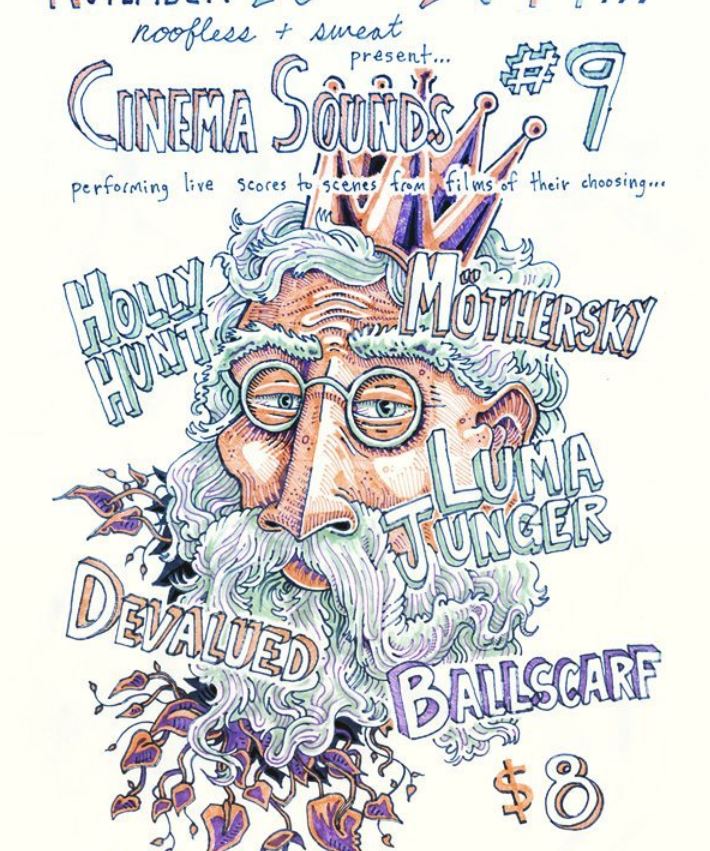 noofless + sweat
present...
CINEMA SOUNDS #9
performing live scores to scenes from films of their choosing...
HOLLY
HUNT
MÖTHERSKY
LUMA
JUNGER
DEVALUED
BALLSCARF
$8